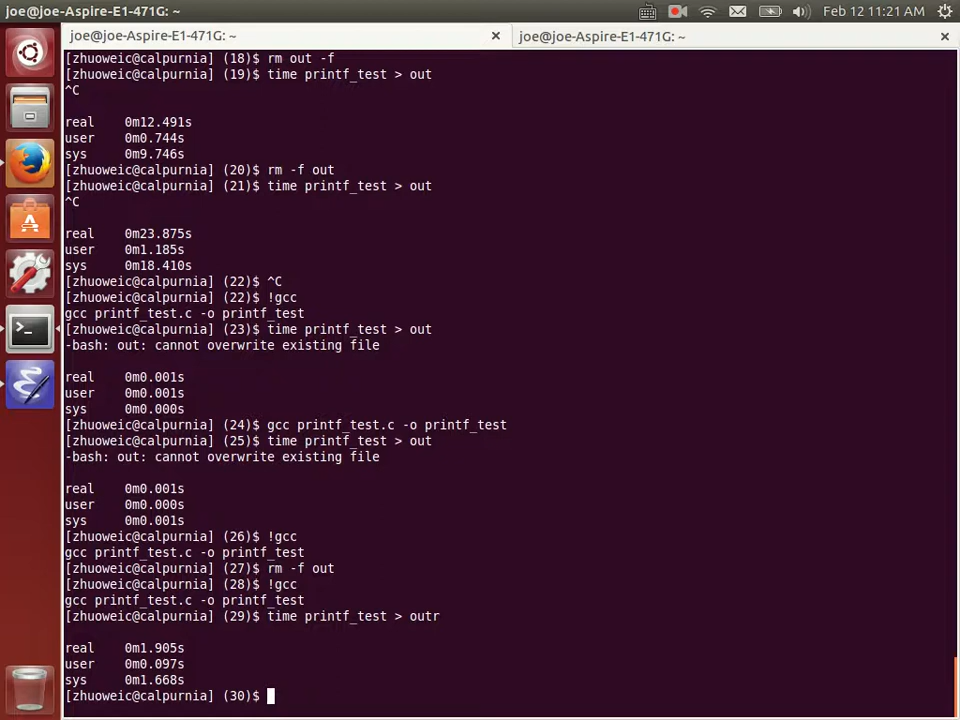 joe@joe-Aspire-E1-471G: ~
Feb 12 11:21 AM
joe@joe-Aspire-E1-471G: ~
joe@joe-Aspire-E1-471G: ~
[zhuoweic@calpurnia] (18)$ rm out -f
[zhuoweic@calpurnia] (19)$ time printf_test > out
^C
real    0m12.491s
user    0m0.744s
sys     0m9.746s
[zhuoweic@calpurnia] (20)$ rm -f out
[zhuoweic@calpurnia] (21)$ time printf_test > out
^C
real    0m23.875s
user    0m1.185s
sys     0m18.410s
[zhuoweic@calpurnia] (22)$ ^C
[zhuoweic@calpurnia] (22)$ !gcc
gcc printf_test.c -o printf_test
[zhuoweic@calpurnia] (23)$ time printf_test > out
-bash: out: cannot overwrite existing file
real    0m0.001s
user    0m0.001s
sys     0m0.000s
[zhuoweic@calpurnia] (24)$ gcc printf_test.c -o printf_test
[zhuoweic@calpurnia] (25)$ time printf_test > out
-bash: out: cannot overwrite existing file
real    0m0.001s
user    0m0.000s
sys     0m0.001s
[zhuoweic@calpurnia] (26)$ !gcc
gcc printf_test.c -o printf_test
[zhuoweic@calpurnia] (27)$ rm -f out
[zhuoweic@calpurnia] (28)$ !gcc
gcc printf_test.c -o printf_test
[zhuoweic@calpurnia] (29)$ time printf_test > outr
real    0m1.905s
user    0m0.097s
sys     0m1.668s
[zhuoweic@calpurnia] (30)$